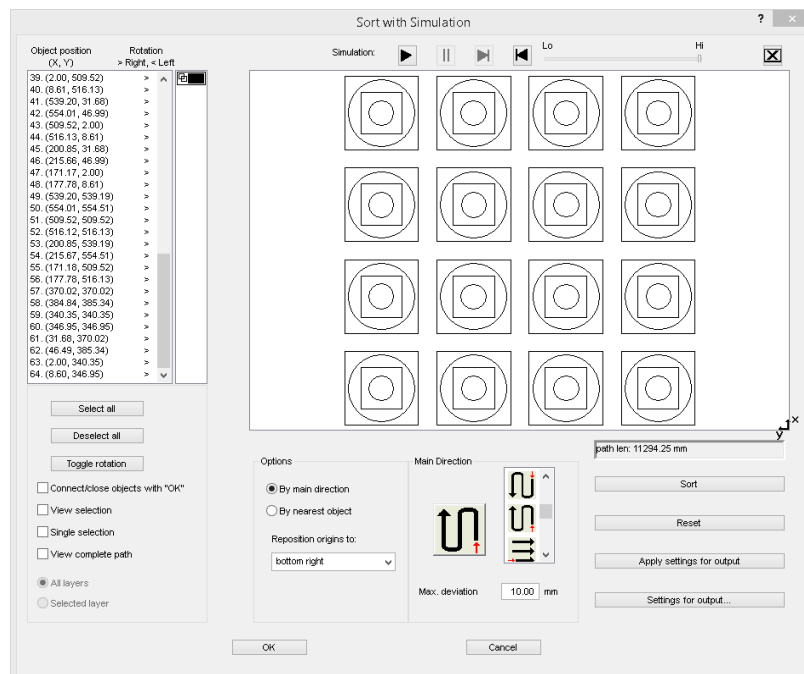 Sort with Simulation
?
×
Object position
(X, Y)
Rotation
> Right, < Left
39. (2.00, 509.52) >
40. (8.61, 516.13) >
41. (539.20, 31.68) >
42. (554.01, 46.99) >
43. (509.52, 2.00) >
44. (516.13, 8.61) >
45. (200.85, 31.68) >
46. (215.66, 46.99) >
47. (171.17, 2.00) >
48. (177.78, 8.61) >
49. (539.20, 539.19) >
50. (554.01, 554.51) >
51. (509.52, 509.52) >
52. (516.12, 516.13) >
53. (200.85, 539.19) >
54. (215.67, 554.51) >
55. (171.18, 509.52) >
56. (177.78, 516.13) >
57. (370.02, 370.02) >
58. (384.84, 385.34) >
59. (340.35, 340.35) >
60. (346.95, 346.95) >
61. (31.68, 370.02) >
62. (46.49, 385.34) >
63. (2.00, 340.35) >
64. (8.60, 346.95) >
Simulation:
Lo
Hi
x
y
Select all
Deselect all
Toggle rotation
Connect/close objects with "OK"
View selection
Single selection
View complete path
All layers
Selected layer
Options
By main direction
By nearest object
Reposition origins to:
bottom right
Main Direction
Max. deviation 10.00 mm
path len: 11294.25 mm
Sort
Reset
Apply settings for output
Settings for output...
OK
Cancel